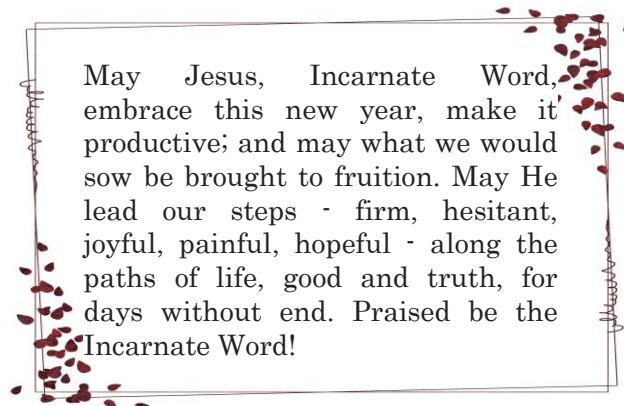 May Jesus, Incarnate Word,
embrace this new year, make it
productive; and may what we would
sow be brought to fruition. May He
lead our steps - firm, hesitant,
joyful, painful, hopeful - along the
paths of life, good and truth, for
days without end. Praised be the
Incarnate Word!